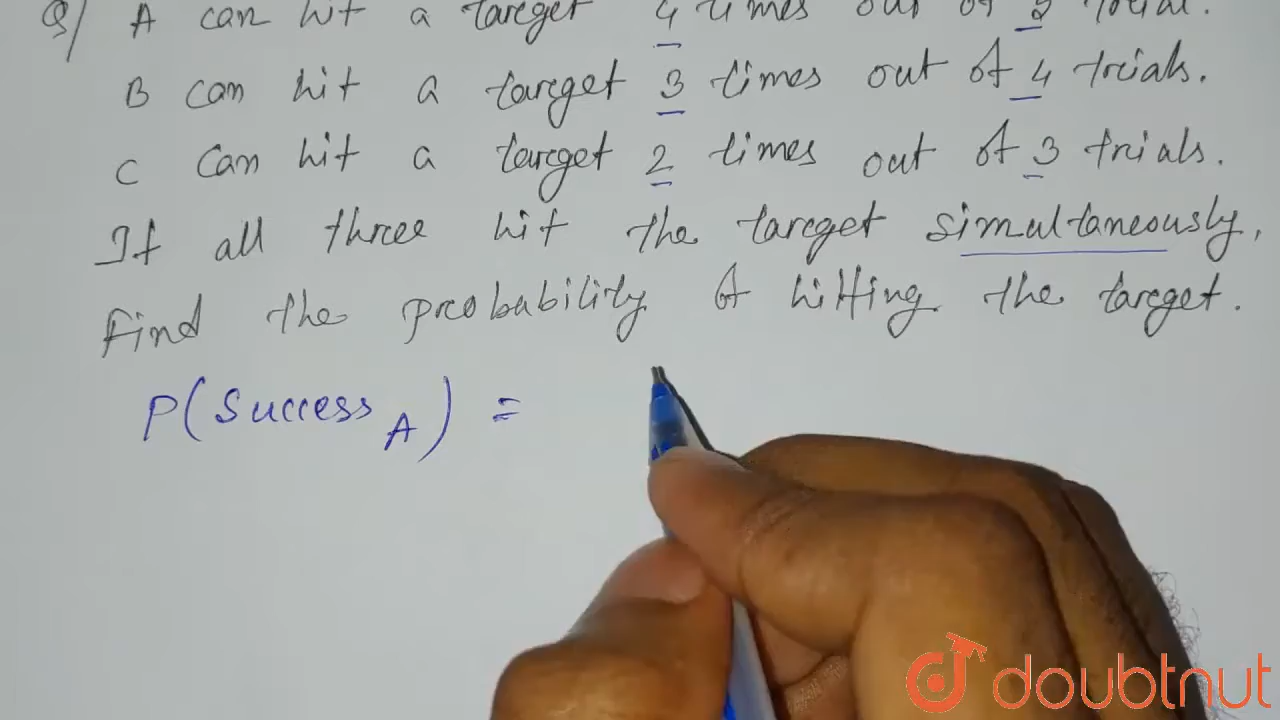 Q/ A can hit a target 4 times out of 5 trial.
B can hit a target 3 times out of 4 trials.
C can hit a target 2 times out of 3 trials.
If all three hit the target simultaneously,
find the probability of hitting the target.
P(Success A) =
doubtnut